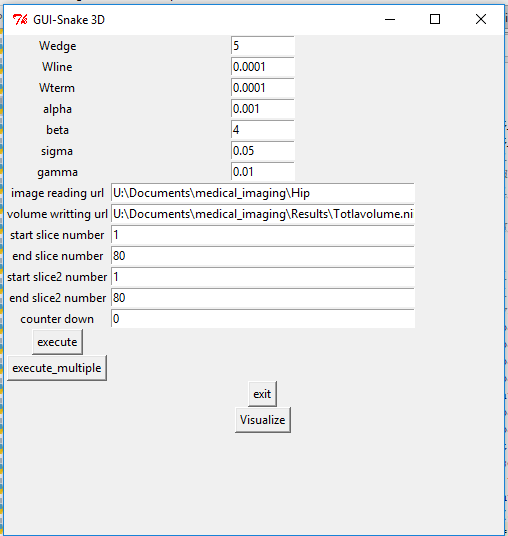 GUI-Snake 3D
Wedge 5
Wline 0.0001
Wterm 0.0001
alpha 0.001
beta 4
sigma 0.05
gamma 0.01
image reading url U:\Documents\medical_imaging\Hip
volume writting url U:\Documents\medical_imaging\Results\Totlavolume.ni
start slice number 1
end slice number 80
start slice2 number 1
end slice2 number 80
counter down 0
execute
execute_multiple
exit
Visualize